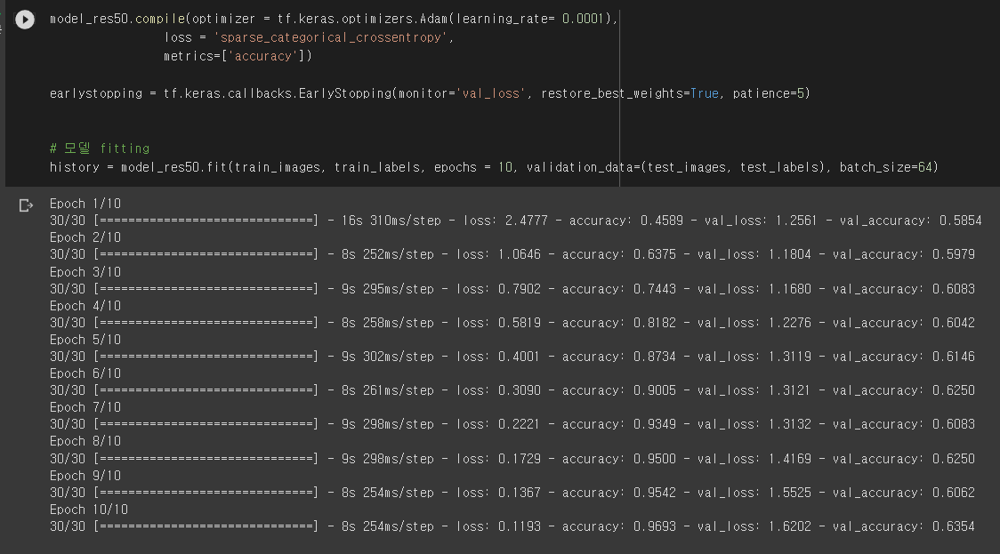 model_res50.compile(optimizer = tf.keras.optimizers.Adam(learning_rate= 0.0001),
loss = 'sparse_categorical_crossentropy',
metrics=['accuracy'])
earlystopping = tf.keras.callbacks.EarlyStopping(monitor='val_loss', restore_best_weights=True, patience=5)
# 모델 fitting
history = model_res50.fit(train_images, train_labels, epochs = 10, validation_data=(test_images, test_labels), batch_size=64)
Epoch 1/10
30/30 [==============================] - 16s 310ms/step - loss: 2.4777 - accuracy: 0.4589 - val_loss: 1.2561 - val_accuracy: 0.5854
Epoch 2/10
30/30 [==============================] - 8s 252ms/step - loss: 1.0646 - accuracy: 0.6375 - val_loss: 1.1804 - val_accuracy: 0.5979
Epoch 3/10
30/30 [==============================] - 9s 295ms/step - loss: 0.7902 - accuracy: 0.7443 - val_loss: 1.1680 - val_accuracy: 0.6083
Epoch 4/10
30/30 [==============================] - 8s 258ms/step - loss: 0.5819 - accuracy: 0.8182 - val_loss: 1.2276 - val_accuracy: 0.6042
Epoch 5/10
30/30 [==============================] - 9s 302ms/step - loss: 0.4001 - accuracy: 0.8734 - val_loss: 1.3119 - val_accuracy: 0.6146
Epoch 6/10
30/30 [==============================] - 8s 261ms/step - loss: 0.3090 - accuracy: 0.9005 - val_loss: 1.3121 - val_accuracy: 0.6250
Epoch 7/10
30/30 [==============================] - 9s 298ms/step - loss: 0.2221 - accuracy: 0.9349 - val_loss: 1.3132 - val_accuracy: 0.6083
Epoch 8/10
30/30 [==============================] - 9s 298ms/step - loss: 0.1729 - accuracy: 0.9500 - val_loss: 1.4169 - val_accuracy: 0.6250
Epoch 9/10
30/30 [==============================] - 8s 254ms/step - loss: 0.1367 - accuracy: 0.9542 - val_loss: 1.5525 - val_accuracy: 0.6062
Epoch 10/10
30/30 [==============================] - 8s 254ms/step - loss: 0.1193 - accuracy: 0.9693 - val_loss: 1.6202 - val_accuracy: 0.6354